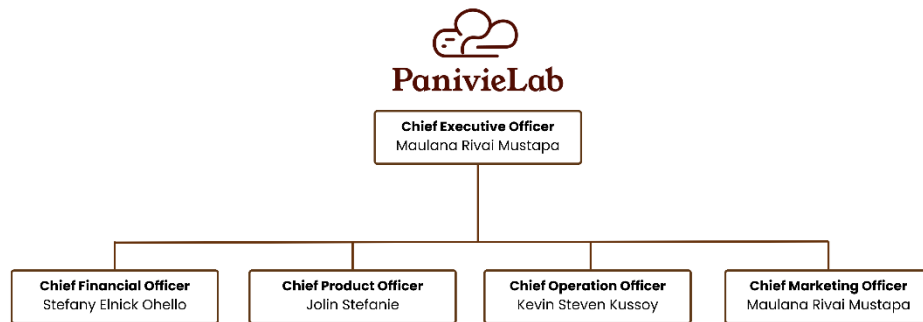 PanivieLab
Chief Executive Officer
Maulana Rivai Mustapa
Chief Financial Officer
Stefany Elnick Ohello
Chief Product Officer
Jolin Stefanie
Chief Operation Officer
Kevin Steven Kussoy
Chief Marketing Officer
Maulana Rivai Mustapa